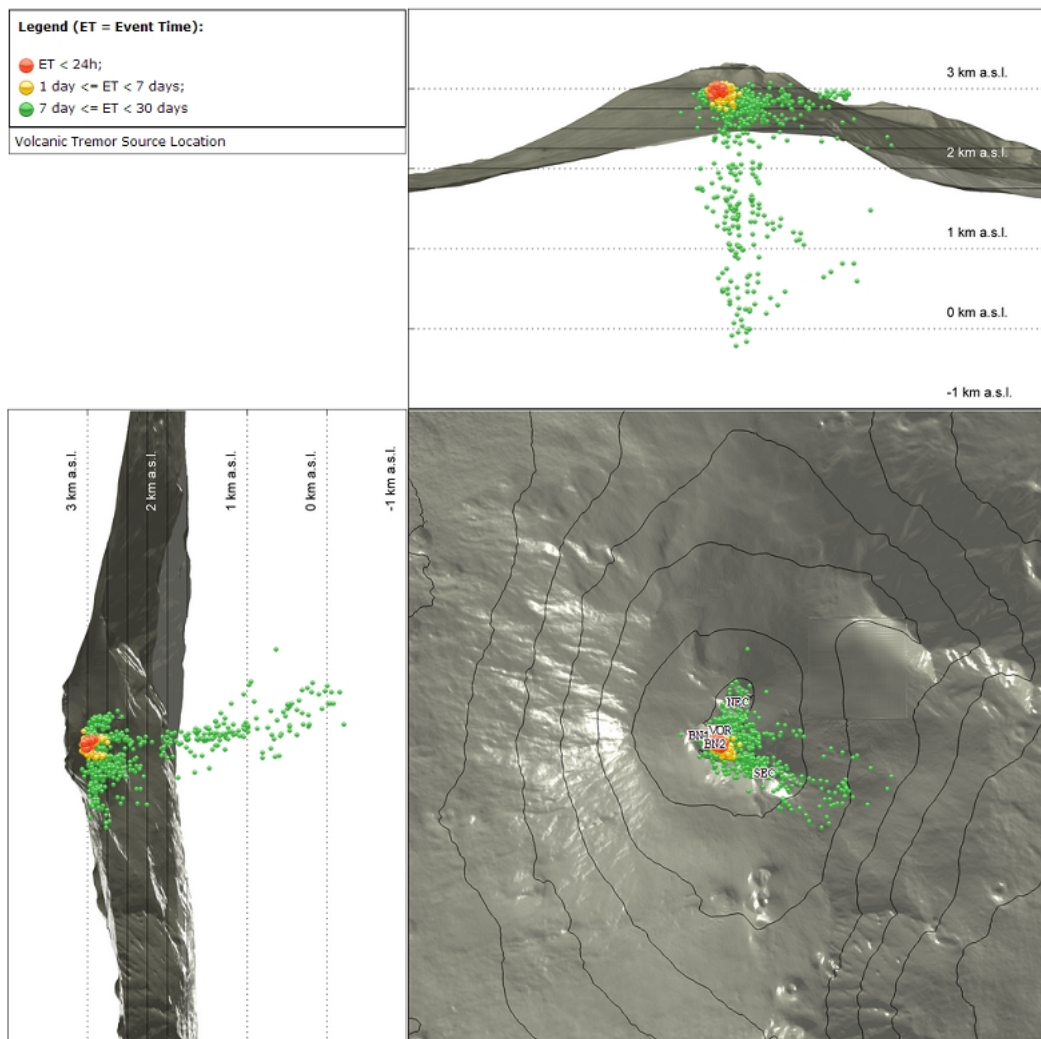 Legend (ET = Event Time):
ET < 24h;
1 day <= ET < 7 days;
7 day <= ET < 30 days
Volcanic Tremor Source Location
3 km a.s.l.
2 km a.s.l.
1 km a.s.l.
0 km a.s.l.
-1 km a.s.l.
3 km a.s.l.
2 km a.s.l.
1 km a.s.l.
0 km a.s.l.
-1 km a.s.l.
NEC
VOR
BN1
BN2
SEC